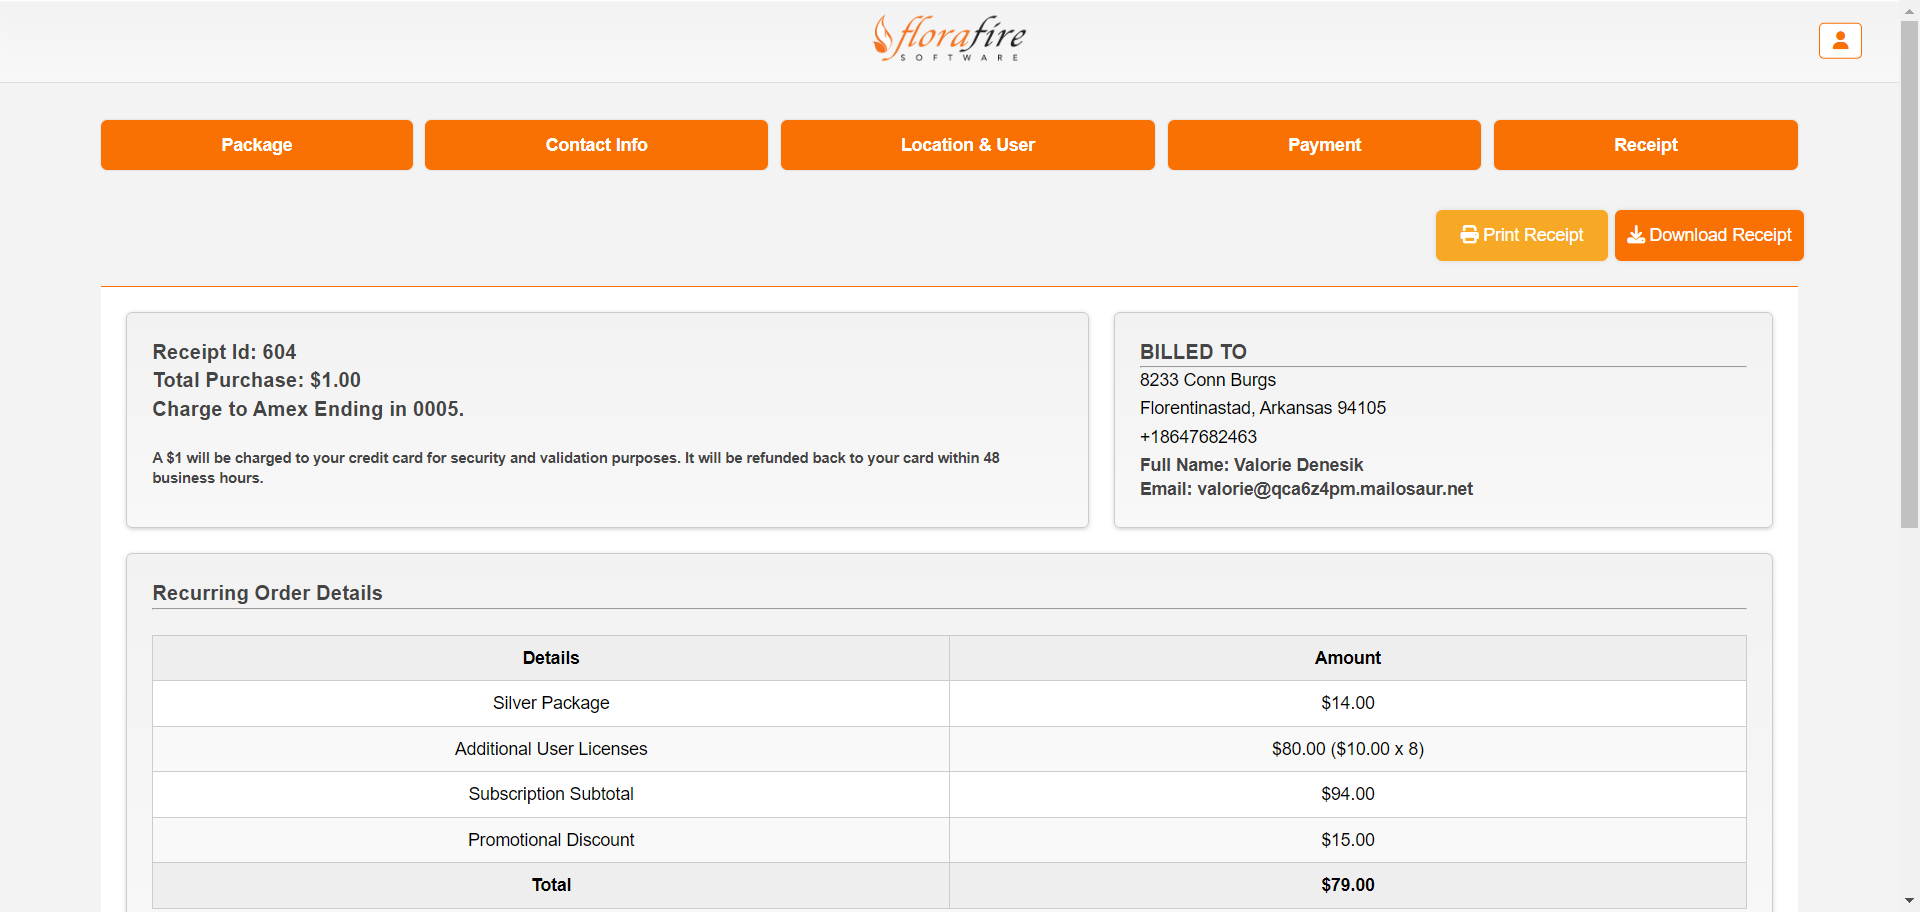 florafire
SOFTWARE
Package
Contact Info
Location & User
Payment
Receipt
Print Receipt
Download Receipt
Receipt Id: 604
Total Purchase: $1.00
Charge to Amex Ending in 0005.
A $1 will be charged to your credit card for security and validation purposes. It will be refunded back to your card within 48
business hours.
BILLED TO
8233 Conn Burgs
Florentinastad, Arkansas 94105
+18647682463
Full Name: Valorie Denesik
Email: valorie@qca6z4pm.mailosaur.net
Recurring Order Details
Details Amount
Silver Package $14.00
Additional User Licenses $80.00 ($10.00 x 8)
Subscription Subtotal $94.00
Promotional Discount $15.00
Total $79.00